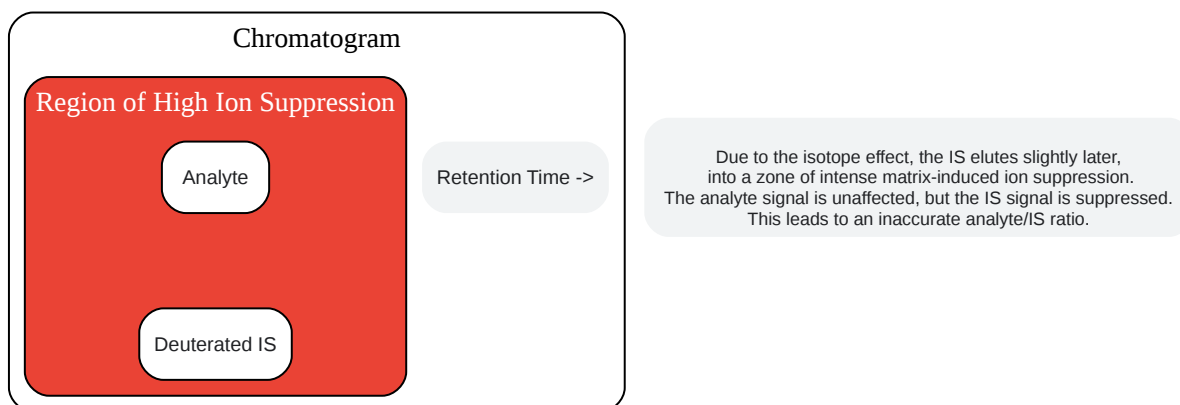 Chromatogram
Region of High Ion Suppression
Analyte
Retention Time ->
Due to the isotope effect, the IS elutes slightly later,
into a zone of intense matrix-induced ion suppression.
The analyte signal is unaffected, but the IS signal is suppressed.
This leads to an inaccurate analyte/IS ratio.
Deuterated IS